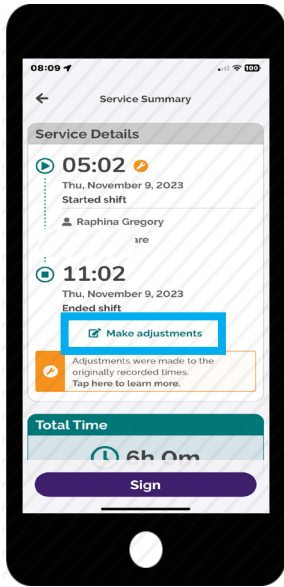 08:09
100
Service Summary
Service Details
05:02
Thu, November 9, 2023
Started shift
Raphina Gregory
are
11:02
Thu, November 9, 2023
Ended shift
Make adjustments
Adjustments were made to the
originally recorded times.
Tap here to learn more.
Total Time
6h 0m
Sign